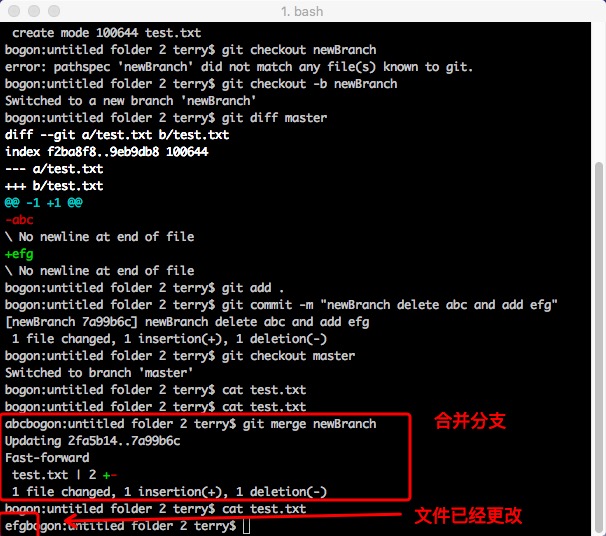 1. bash
create mode 100644 test.txt
bogon:untitled folder 2 terry$ git checkout newBranch
error: pathspec 'newBranch' did not match any file(s) known to git.
bogon:untitled folder 2 terry$ git checkout -b newBranch
Switched to a new branch 'newBranch'
bogon:untitled folder 2 terry$ git diff master
diff --git a/test.txt b/test.txt
index f2ba8f8..9eb9db8 100644
--- a/test.txt
+++ b/test.txt
@@ -1 +1 @@
-abc
\ No newline at end of file
+efg
\ No newline at end of file
bogon:untitled folder 2 terry$ git add .
bogon:untitled folder 2 terry$ git commit -m "newBranch delete abc and add efg"
[newBranch 7a99b6c] newBranch delete abc and add efg
1 file changed, 1 insertion(+), 1 deletion(-)
bogon:untitled folder 2 terry$ git checkout master
Switched to branch 'master'
bogon:untitled folder 2 terry$ cat test.txt
bogon:untitled folder 2 terry$ cat test.txt
abcbogon:untitled folder 2 terry$ git merge newBranch
合并分支
Updating 2fa5b14..7a99b6c
Fast-forward
test.txt | 2 +-
1 file changed, 1 insertion(+), 1 deletion(-)
bogon:untitled folder 2 terry$ cat test.txt
文件已经更改
efgbogon:untitled folder 2 terry$